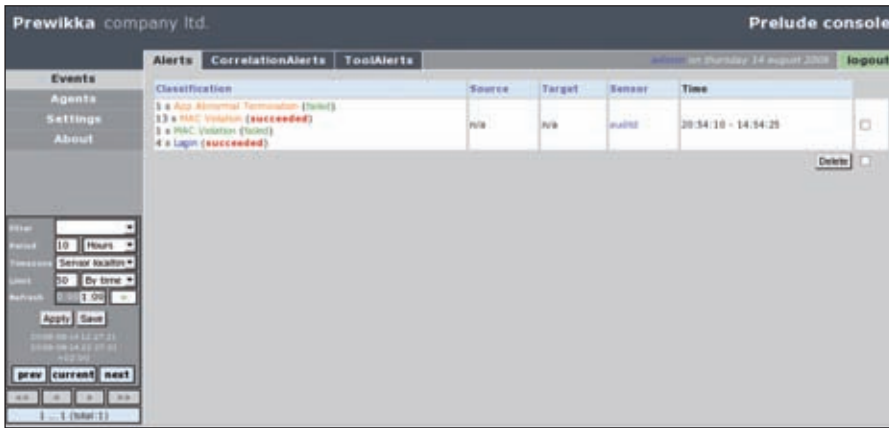 Prewikka company ltd.
Prelude console
Alerts CorrelationAlerts ToolAlerts
admin on thursday 14 august 2008
logout
Events
Agents
Settings
About
Classification Source Target Sensor Time
1 x App Abnormal Termination (failed)
13 x MAC Violation (succeeded)
1 x MAC Violation (failed)
4 x Login (succeeded)
n/a n/a auditd 20:54:10 - 14:54:25
Delete
Filter
Period 10 Hours
Timezone Sensor localtim
Limit 50 By time
Refresh 1:00
Apply Save
prev current next
<< < > >>
1 ... 1 (total:1)